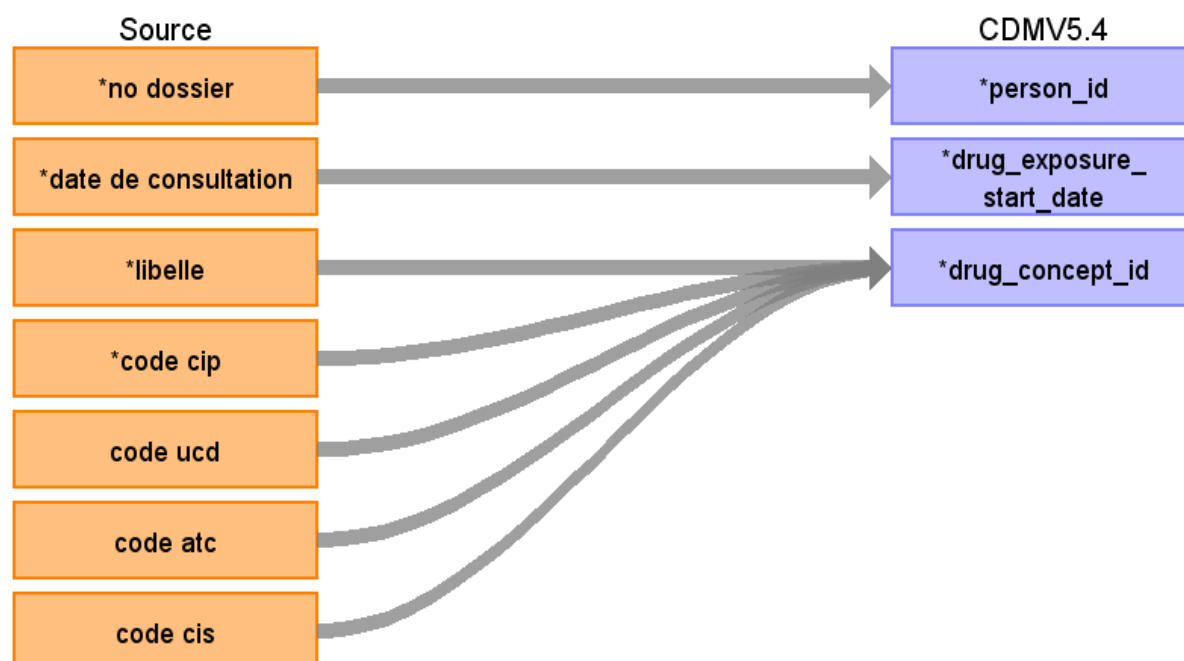 Source
CDMV5.4
*no dossier
*person_id
*date de consultation
*drug_exposure_
start_date
*libelle
*drug_concept_id
*code cip
code ucd
code atc
code cis